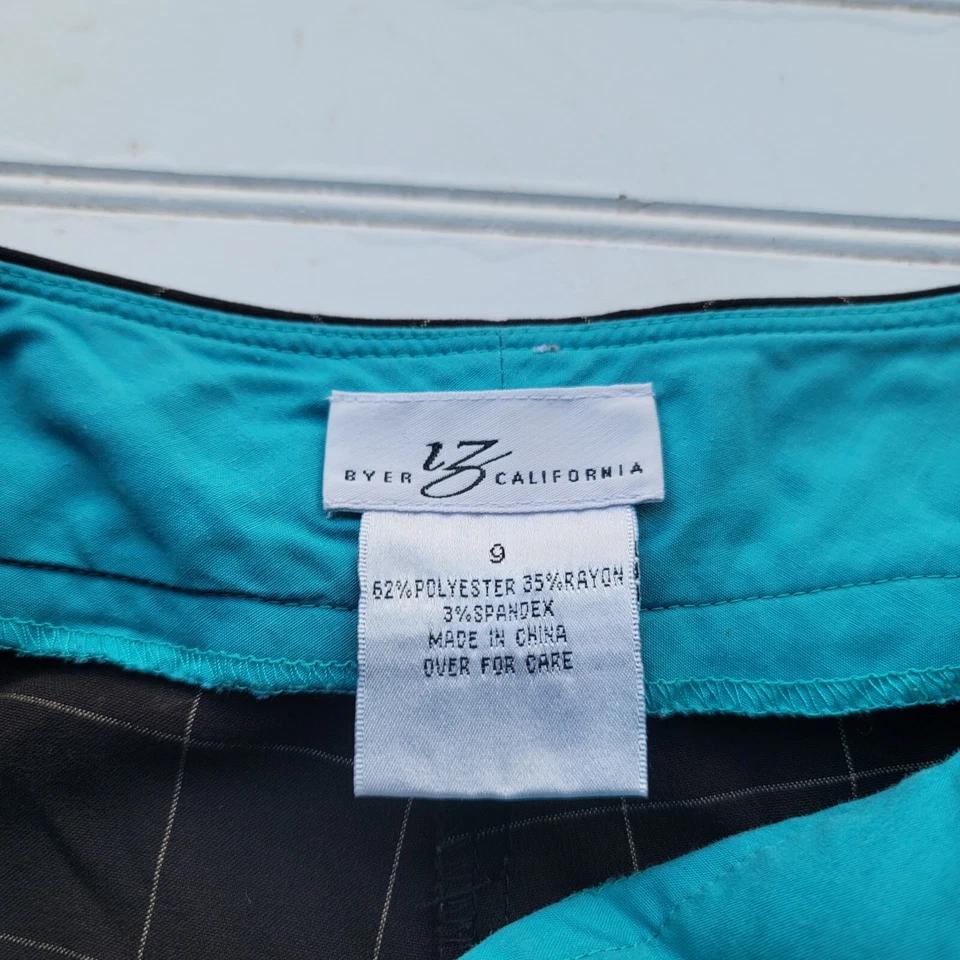 BYER iz CALIFORNIA
9
62%POLYESTER 35%RAYON
3%SPANDEX
MADE IN CHINA
OVER FOR CARE